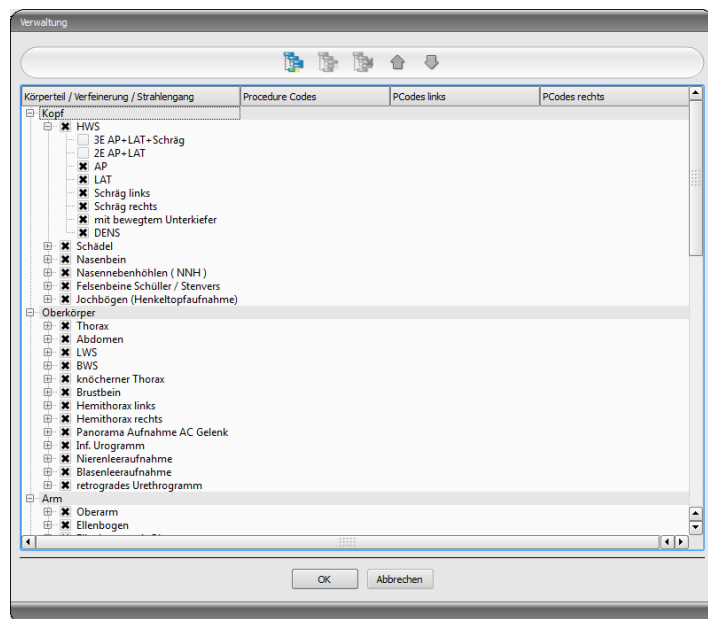 Verwaltung
Körperteil / Verfeinerung / Strahlengang Procedure Codes PCodes links PCodes rechts
Kopf
HWS
3E AP+LAT+Schräg
2E AP+LAT
AP
LAT
Schräg links
Schräg rechts
mit bewegtem Unterkiefer
DENS
Schädel
Nasenbein
Nasennebenhöhlen ( NNH )
Felsenbeine Schüller / Stenvers
Jochbögen (Henkeltopfaufnahme)
Oberkörper
Thorax
Abdomen
LWS
BWS
knöcherner Thorax
Brustbein
Hemithorax links
Hemithorax rechts
Panorama Aufnahme AC Gelenk
Inf. Urogramm
Nierenleeraufnahme
Blasenleeraufnahme
retrogrades Urethrogramm
Arm
Oberarm
Ellenbogen
OK Abbrechen